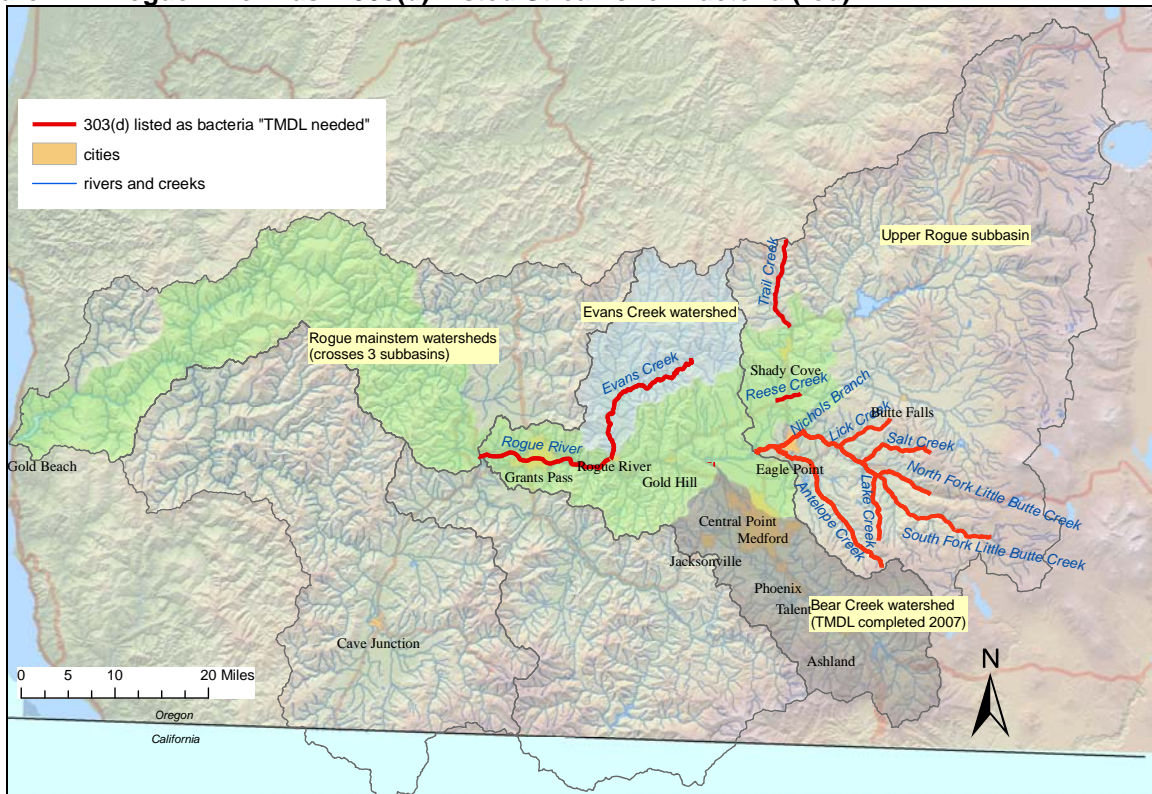 303(d) listed as bacteria "TMDL needed"
cities
rivers and creeks
Upper Rogue subbasin
Trail Creek
Evans Creek watershed
Rogue mainstem watersheds
(crosses 3 subbasins)
Evans Creek
Shady Cove
Reese Creek
Nichols Branch
Lick Creek
Butte Falls
Salt Creek
Rogue River
Gold Beach
Grants Pass
Rogue River
Gold Hill
Eagle Point
North Fork Little Butte Creek
Antelope Creek
Lake Creek
South Fork Little Butte Creek
Central Point
Medford
Jacksonville
Phoenix
Talent
Bear Creek watershed
(TMDL completed 2007)
Cave Junction
Ashland
N
0 5 10 20 Miles
Oregon
California